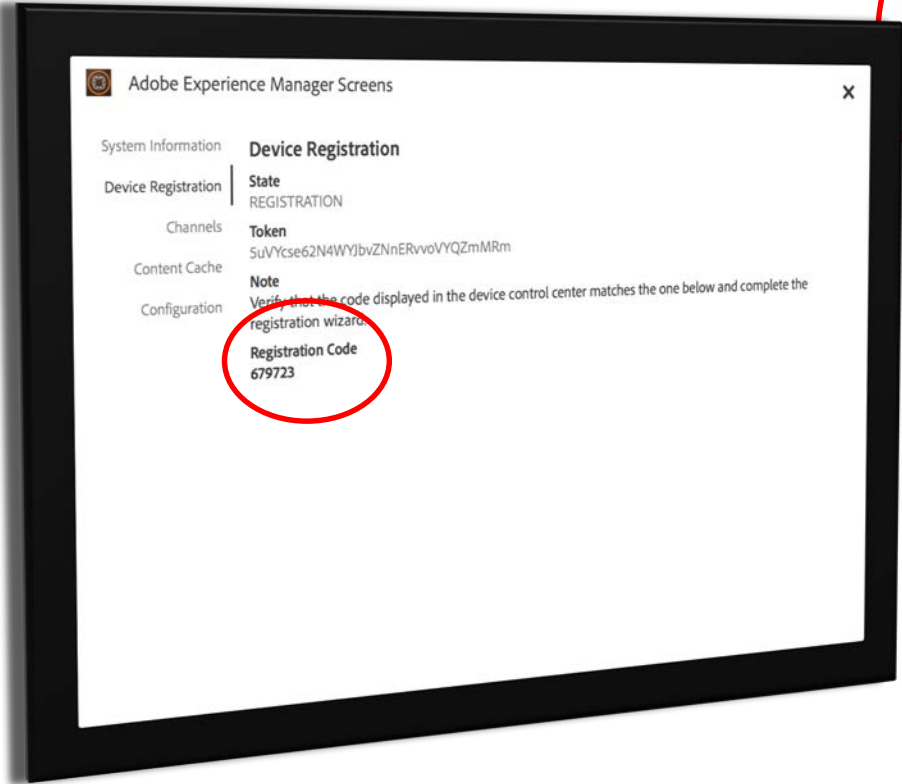 Adobe Experience Manager Screens
X
System Information
Device Registration
Channels
Content Cache
Configuration
Device Registration
State
REGISTRATION
Token
5uVYcse62N4WYJbvZNnERvvoVYQZmMRm
Note
Verify that the code displayed in the device control center matches the one below and complete the
registration wizard.
Registration Code
679723